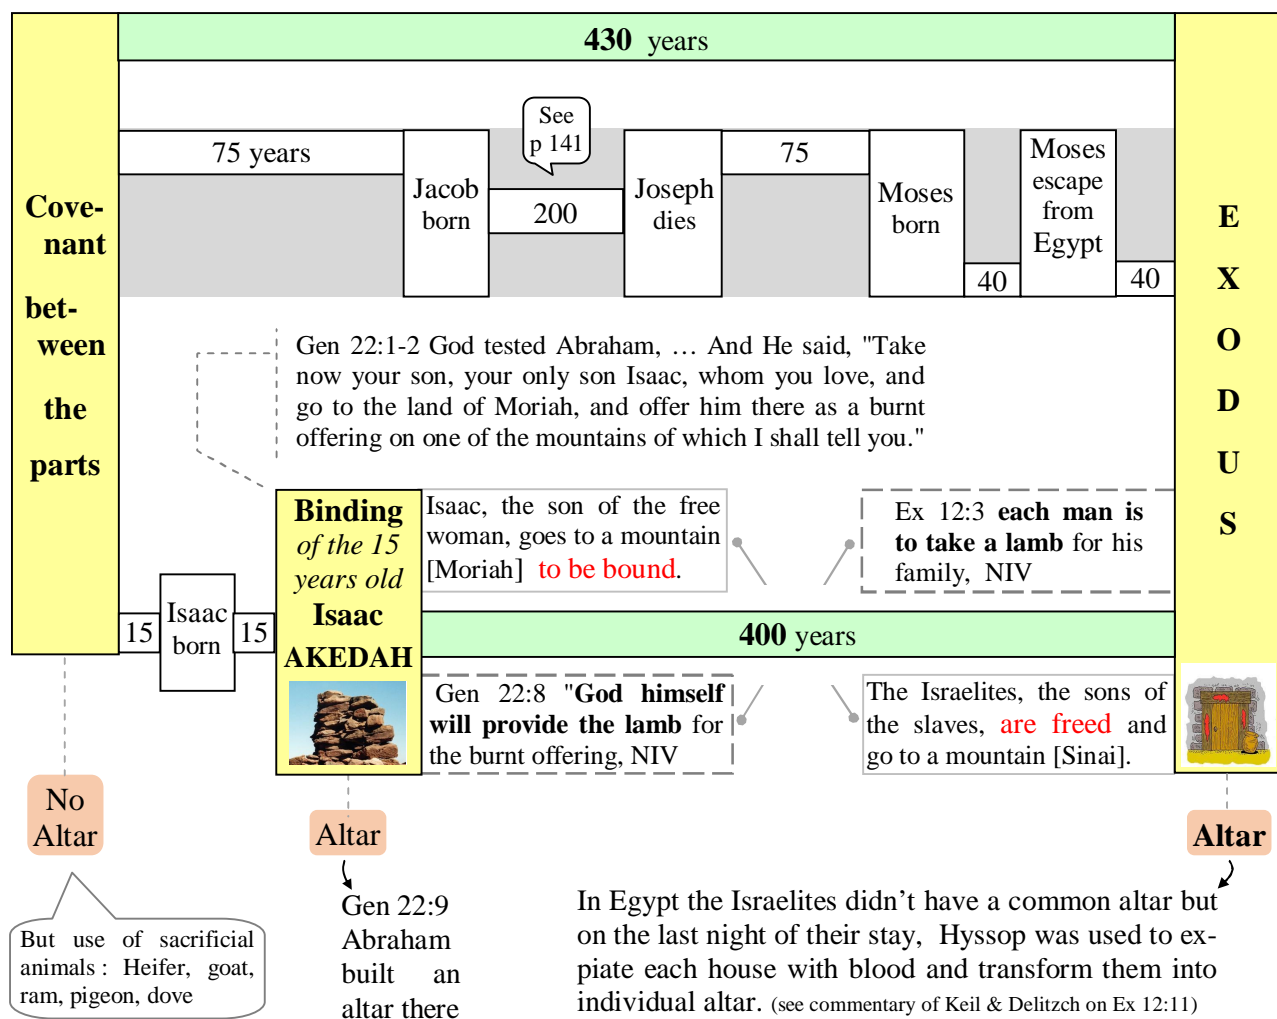 430 years
Cove-
nant
bet-
ween
the
parts
75 years
Jacob
born
See
p 141
200
Joseph
dies
75
Moses
born
40
Moses
escape
from
Egypt
40
E
X
O
D
U
S
Gen 22:1-2 God tested Abraham, … And He said, "Take
now your son, your only son Isaac, whom you love, and
go to the land of Moriah, and offer him there as a burnt
offering on one of the mountains of which I shall tell you."
15
Isaac
born
15
Binding
of the 15
years old
Isaac
AKEDAH
Isaac, the son of the free
woman, goes to a mountain
[Moriah] to be bound.
Ex 12:3 each man is
to take a lamb for his
family, NIV
400 years
Gen 22:8 "God himself
will provide the lamb for
the burnt offering, NIV
The Israelites, the sons of
the slaves, are freed and
go to a mountain [Sinai].
No
Altar
Altar
Altar
But use of sacrificial
animals : Heifer, goat,
ram, pigeon, dove
Gen 22:9
Abraham
built an
altar there
In Egypt the Israelites didn’t have a common altar but
on the last night of their stay, Hyssop was used to ex-
piate each house with blood and transform them into
individual altar. (see commentary of Keil & Delitzch on Ex 12:11)